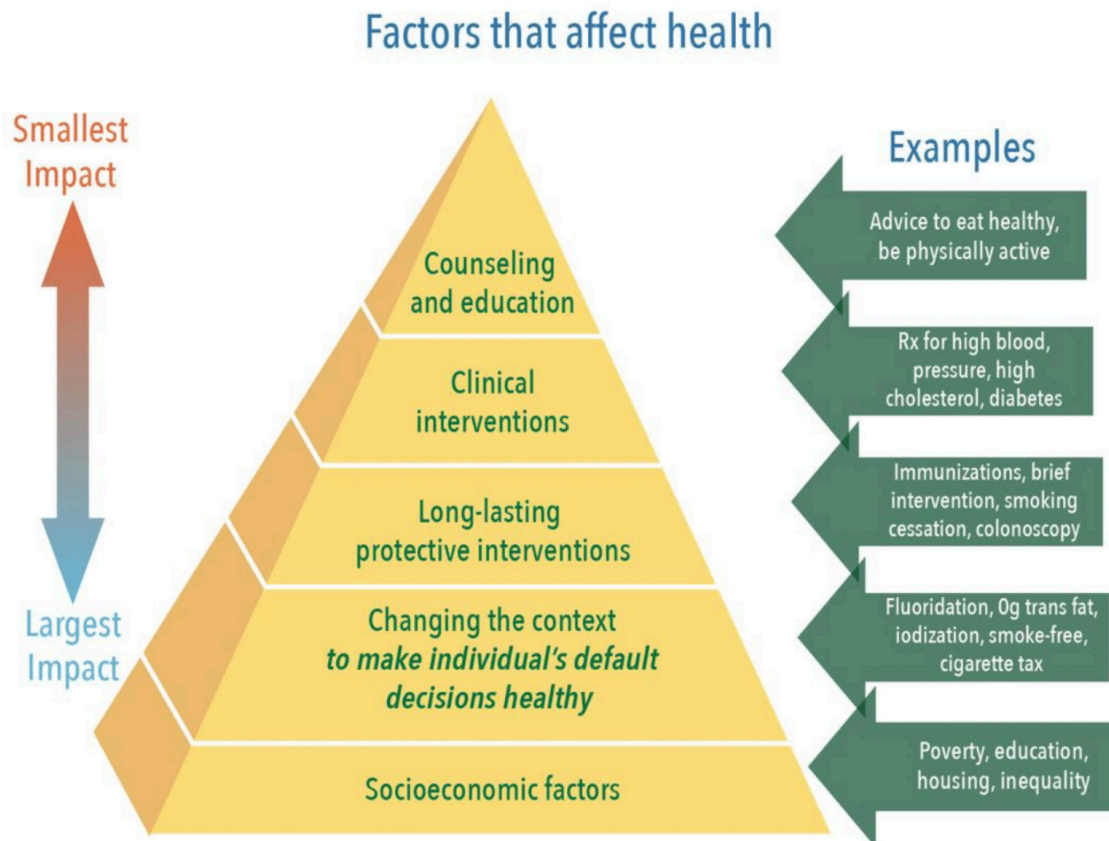 Factors that affect health
Smallest
Impact
Largest
Impact
Counseling
and education
Clinical
interventions
Long-lasting
protective interventions
Changing the context
to make individual's default
decisions healthy
Socioeconomic factors
Examples
Advice to eat healthy,
be physically active
Rx for high blood,
pressure, high
cholesterol, diabetes
Immunizations, brief
intervention, smoking
cessation, colonoscopy
Fluoridation, 0g trans fat,
iodization, smoke-free,
cigarette tax
Poverty, education,
housing, inequality